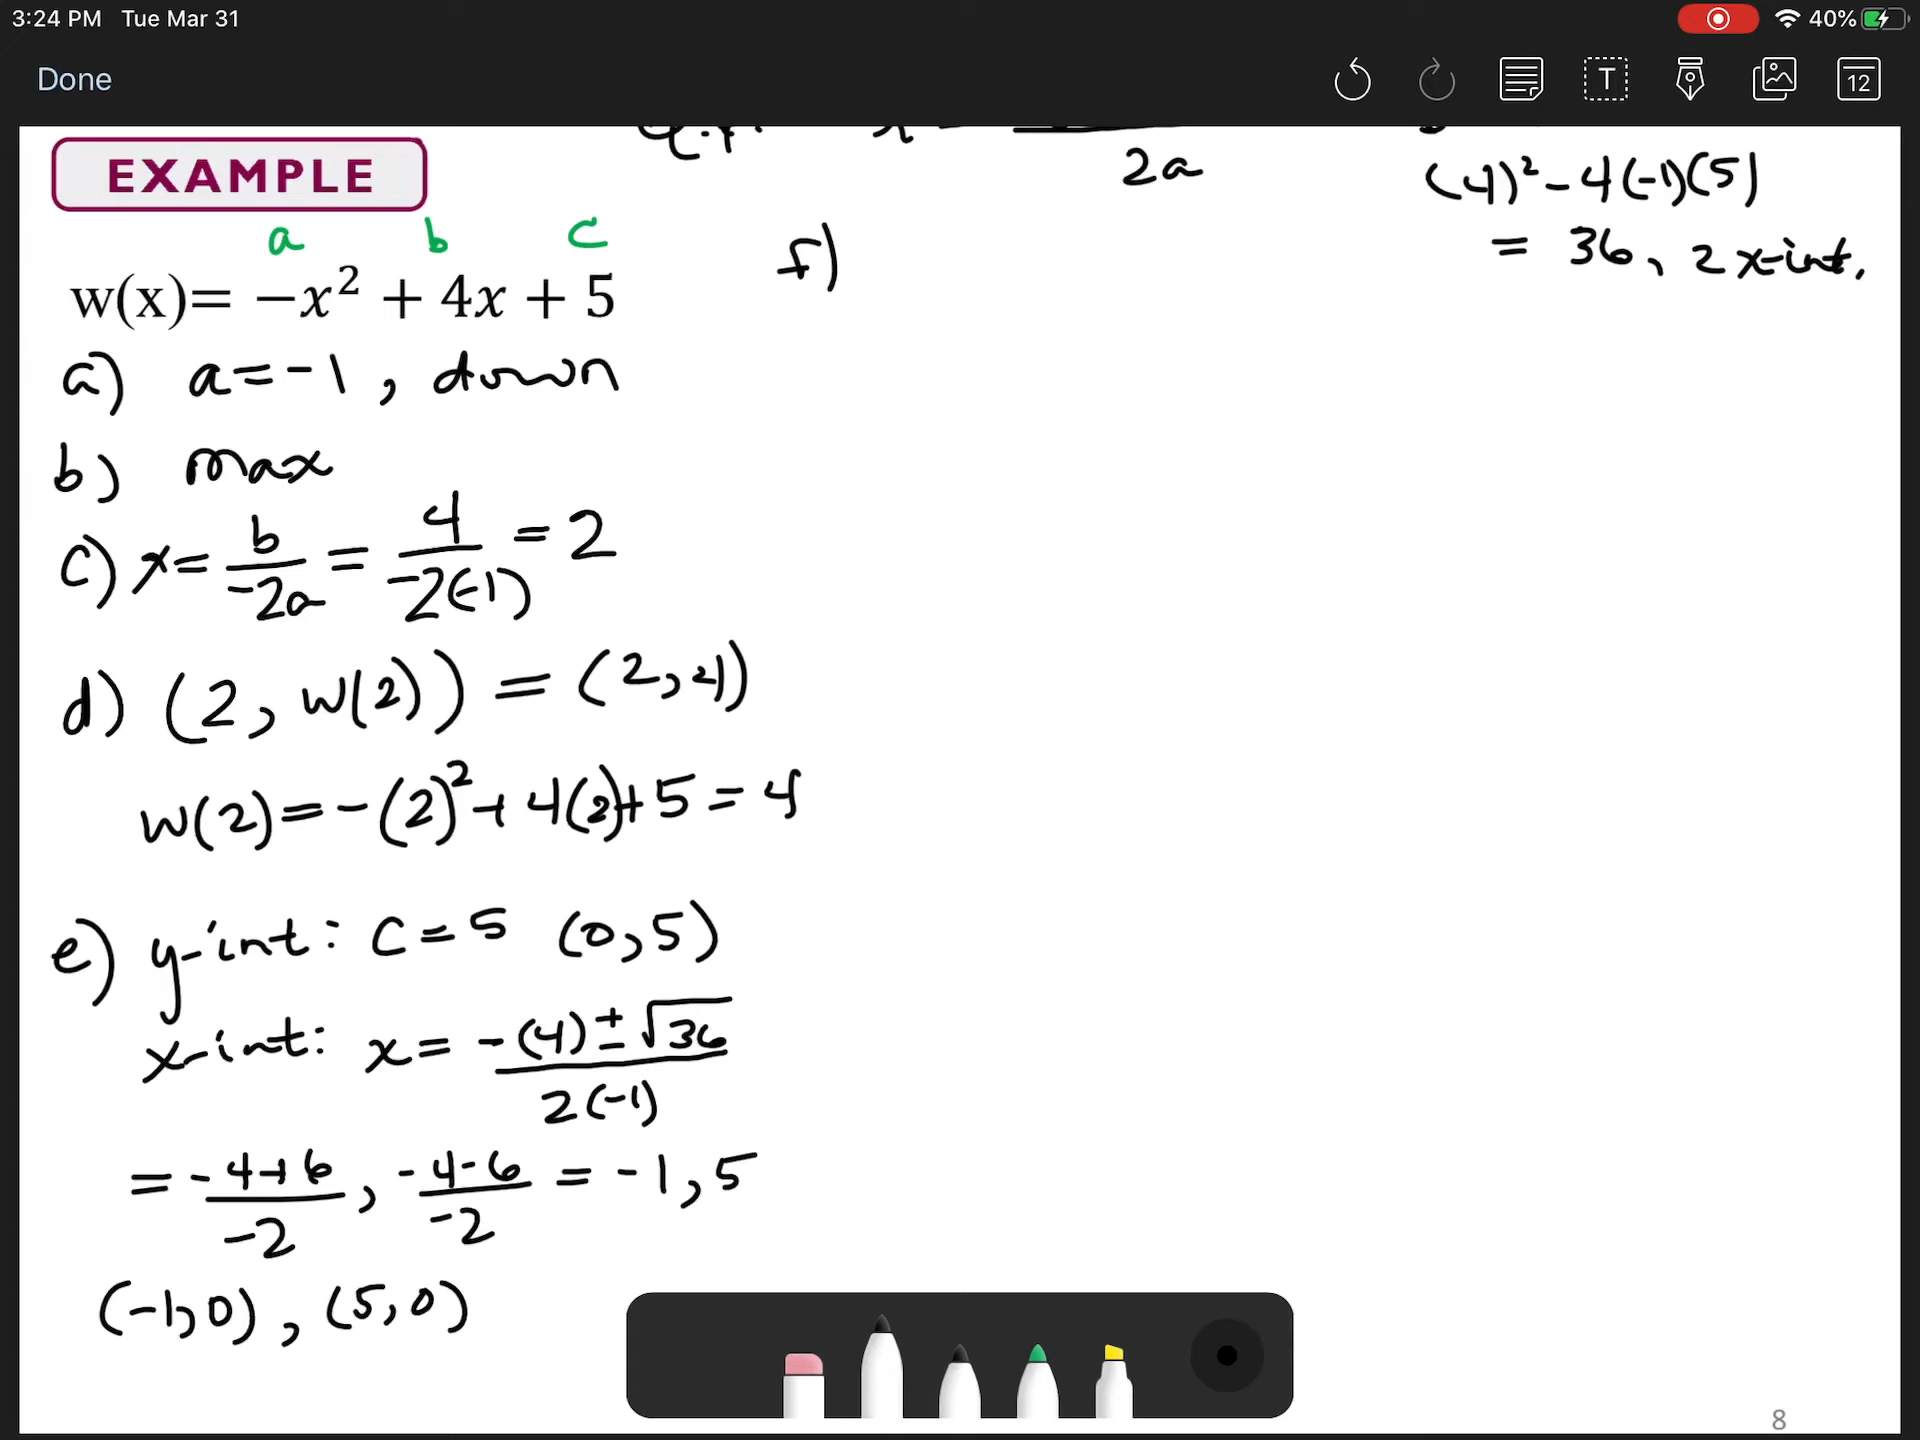 3:24 PM Tue Mar 31
40%
Done
T
12
EXAMPLE
2a
(4)² - 4(-1)(5)
= 36, 2 x-int.
a b c
w(x)= −x² + 4x + 5
f)
a) a = -1, down
b) max
c) x = b/-2a = 4/-2(-1) = 2
d) (2, w(2)) = (2, 4)
w(2) = -(2)² + 4(2) + 5 = 4
e) y-int: c = 5 (0, 5)
x-int: x = -(4) ± √36 / 2(-1)
= -4+6/-2, -4-6/-2 = -1, 5
(-1, 0), (5, 0)
8